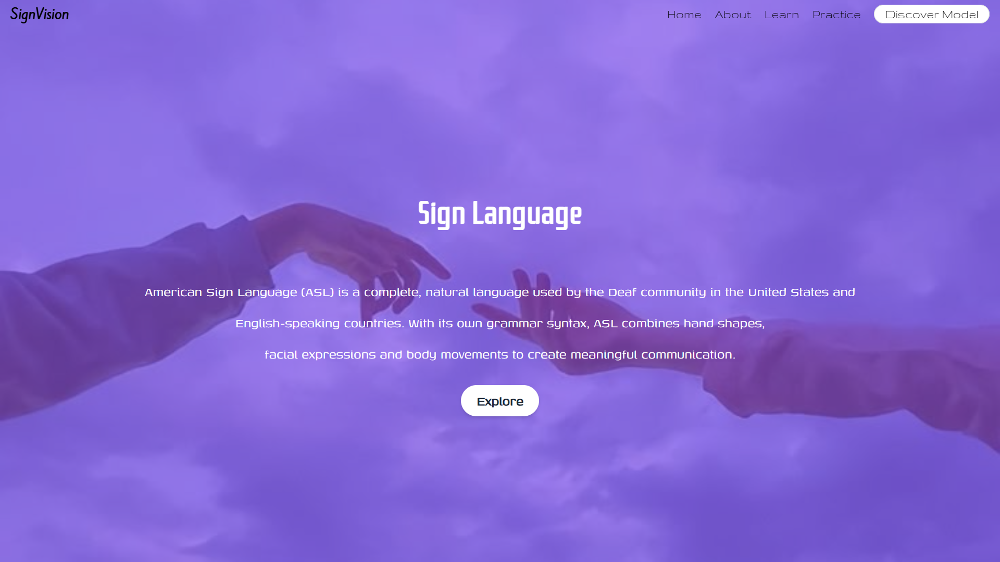 SignVision
Home About Learn Practice Discover Model
Sign Language
American Sign Language (ASL) is a complete, natural language used by the Deaf community in the United States and
English-speaking countries. With its own grammar syntax, ASL combines hand shapes,
facial expressions and body movements to create meaningful communication.
Explore